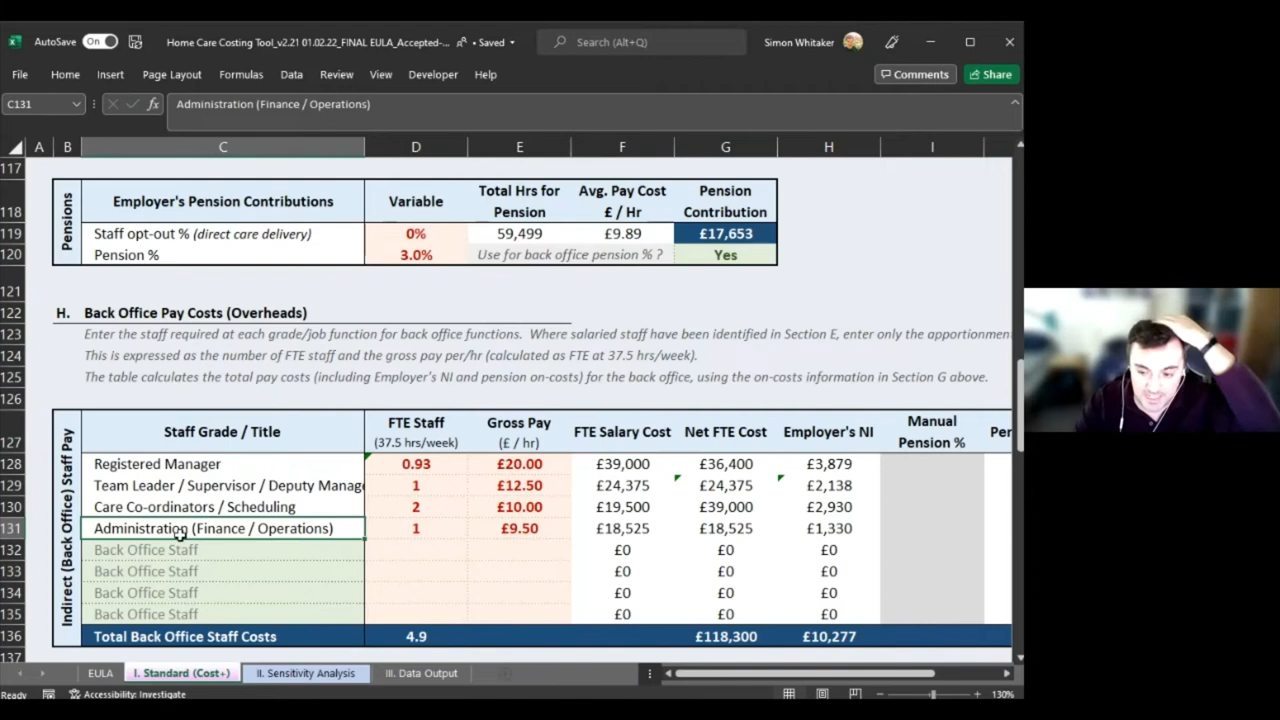 AutoSave On Home Care Costing Tool_v2.21 01.02.22_FINAL EULA_Accepted-... • Saved Search (Alt+Q) Simon Whitaker
File Home Insert Page Layout Formulas Data Review View Developer Help Comments Share
C131 fx Administration (Finance / Operations)
A B C D E F G H I
117
118 Pensions Employer's Pension Contributions Variable Total Hrs for Pension Avg. Pay Cost £ / Hr Pension Contribution
119 Staff opt-out % (direct care delivery) 0% 59,499 £9.89 £17,653
120 Pension % 3.0% Use for back office pension % ? Yes
121
122 H. Back Office Pay Costs (Overheads)
123 Enter the staff required at each grade/job function for back office functions. Where salaried staff have been identified in Section E, enter only the apportionment
124 This is expressed as the number of FTE staff and the gross pay per/hr (calculated as FTE at 37.5 hrs/week).
125 The table calculates the total pay costs (including Employer's NI and pension on-costs) for the back office, using the on-costs information in Section G above.
126
127 Indirect (Back Office) Staff Pay Staff Grade / Title FTE Staff (37.5 hrs/week) Gross Pay (£ / hr) FTE Salary Cost Net FTE Cost Employer's NI Manual Pension % Per
128 Registered Manager 0.93 £20.00 £39,000 £36,400 £3,879
129 Team Leader / Supervisor / Deputy Manage 1 £12.50 £24,375 £24,375 £2,138
130 Care Co-ordinators / Scheduling 2 £10.00 £19,500 £39,000 £2,930
131 Administration (Finance / Operations) 1 £9.50 £18,525 £18,525 £1,330
132 Back Office Staff £0 £0 £0
133 Back Office Staff £0 £0 £0
134 Back Office Staff £0 £0 £0
135 Back Office Staff £0 £0 £0
136 Total Back Office Staff Costs 4.9 £118,300 £10,277
137
EULA I. Standard (Cost+) II. Sensitivity Analysis III. Data Output
Ready Accessibility: Investigate 130%